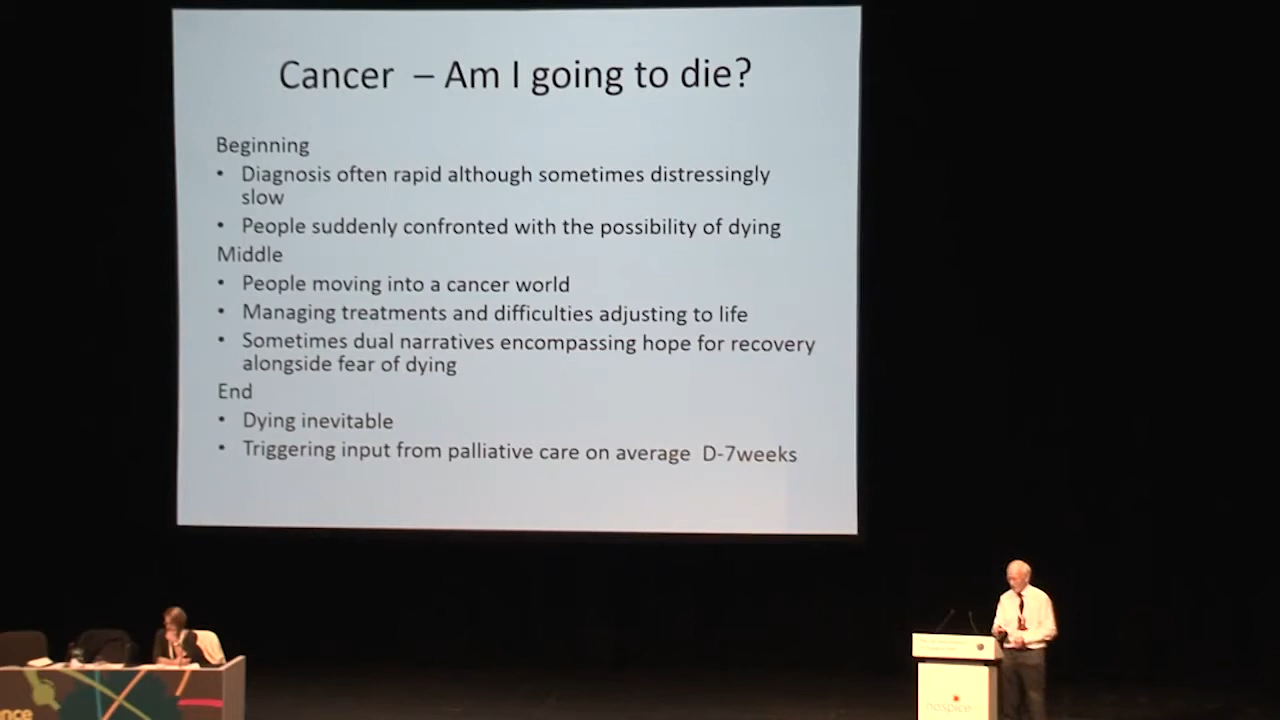 Cancer – Am I going to die?
Beginning
• Diagnosis often rapid although sometimes distressingly
slow
• People suddenly confronted with the possibility of dying
Middle
• People moving into a cancer world
• Managing treatments and difficulties adjusting to life
• Sometimes dual narratives encompassing hope for recovery
alongside fear of dying
End
• Dying inevitable
• Triggering input from palliative care on average D-7weeks
hospice
nce